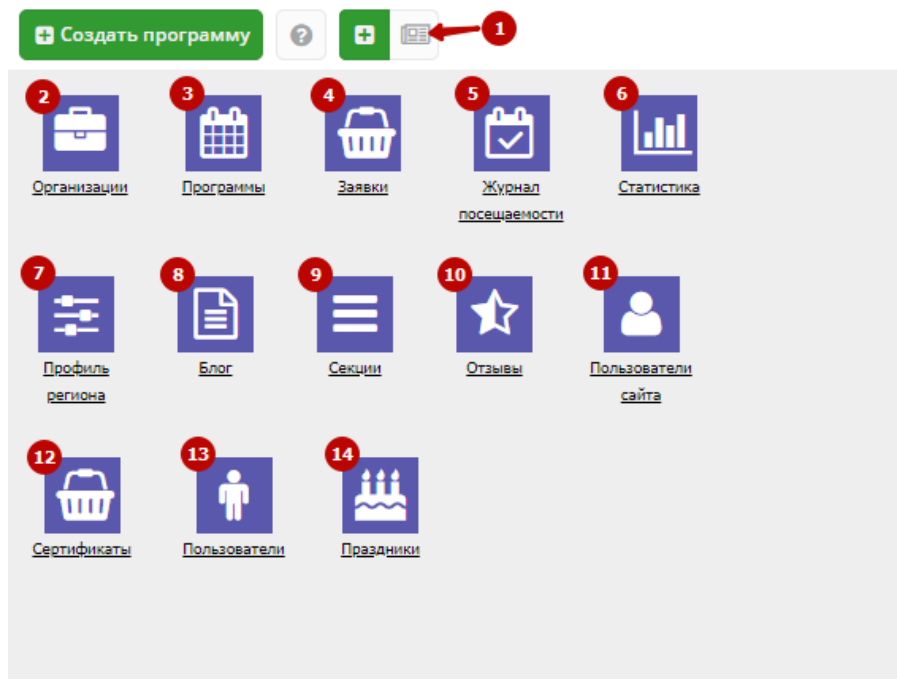 Создать программу ? 1
2 3 4 5 6
Организации Программы Заявки Журнал Статистика
посещаемости
7 8 9 10 11
Профиль Блог Секции Отзывы Пользователи
региона сайта
12 13 14
Сертификаты Пользователи Праздники